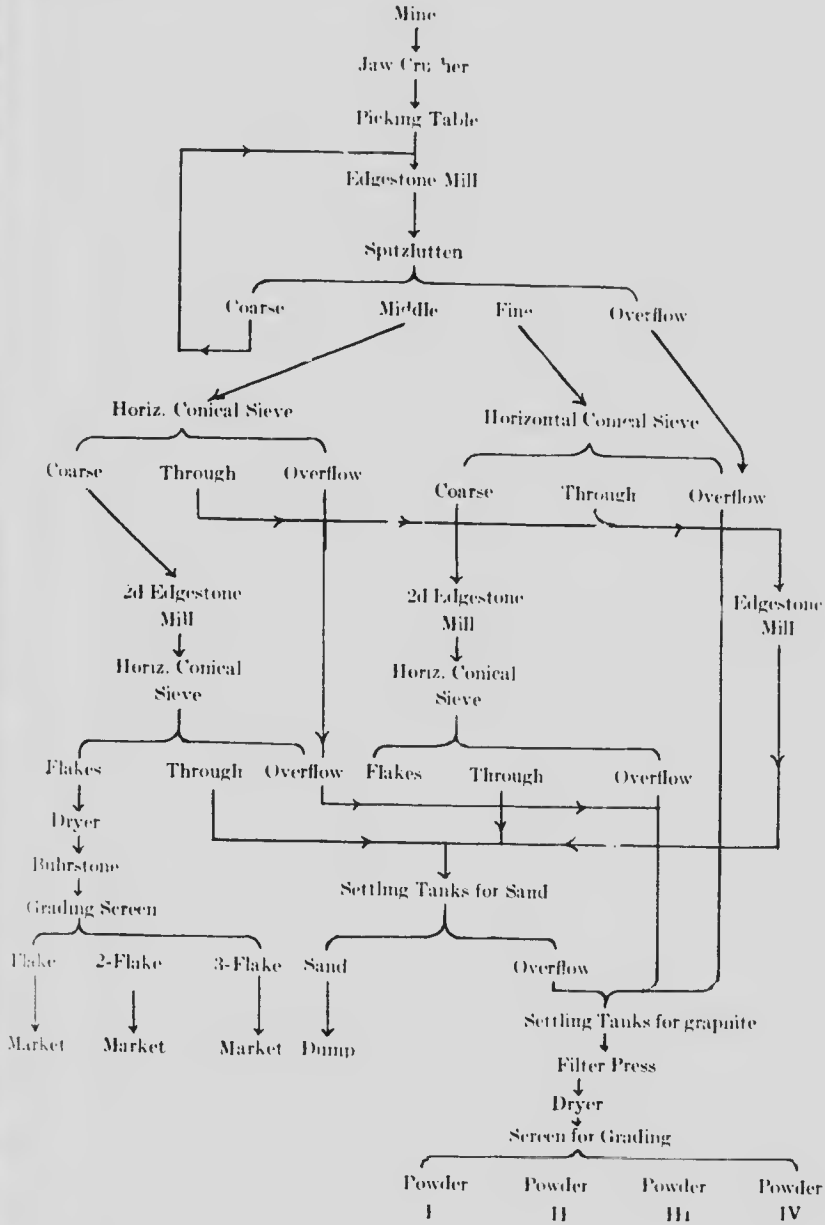 Mine
Jaw Cru her
Picking Table
Edgestone Mill
Spitzlutten
Coarse Middle Fine Overflow
Horiz. Conical Sieve
Horizontal Conical Sieve
Coarse Through Overflow
Coarse Through Overflow
2d Edgestone
Mill
2d Edgestone
Mill
Edgestone
Mill
Horiz. Conical
Sieve
Horiz. Conical
Sieve
Flakes Through Overflow Flakes Through Overflow
Dryer
Buhrstone
Grading Screen
Settling Tanks for Sand
Flake 2-Flake 3-Flake Sand Overflow
Market Market Market Dump
Settling Tanks for graphite
Filter Press
Dryer
Screen for Grading
Powder Powder Powder Powder
I II III IV